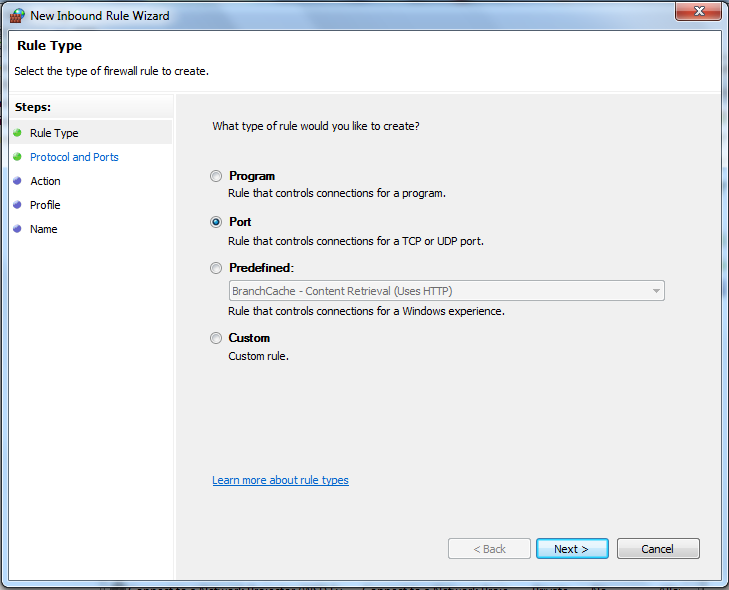 New Inbound Rule Wizard
Rule Type
Select the type of firewall rule to create.
Steps:
Rule Type
Protocol and Ports
Action
Profile
Name
What type of rule would you like to create?
Program
Rule that controls connections for a program.
Port
Rule that controls connections for a TCP or UDP port.
Predefined:
BranchCache - Content Retrieval (Uses HTTP)
Rule that controls connections for a Windows experience.
Custom
Custom rule.
Learn more about rule types
< Back Next > Cancel